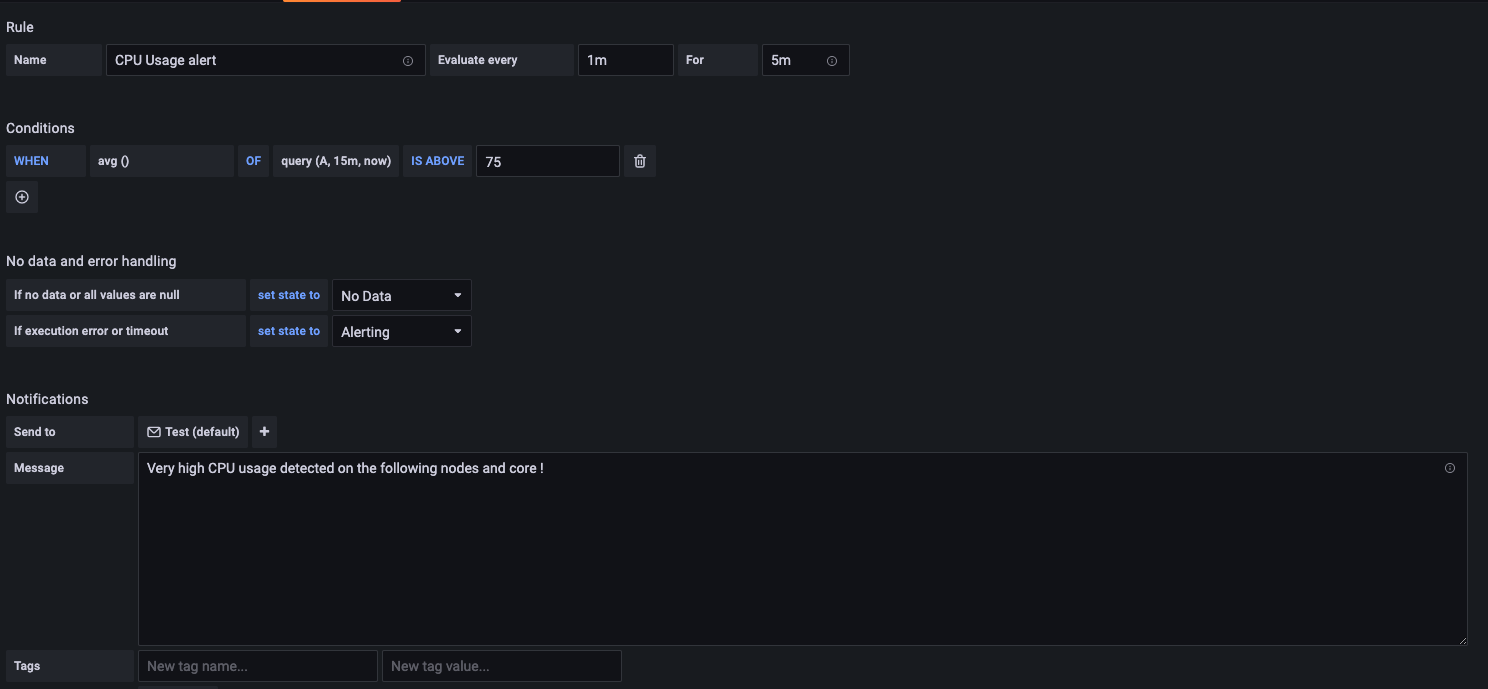 Rule
Name CPU Usage alert Evaluate every 1m For 5m
Conditions
WHEN avg () OF query (A, 15m, now) IS ABOVE 75
No data and error handling
If no data or all values are null set state to No Data
If execution error or timeout set state to Alerting
Notifications
Send to Test (default)
Message Very high CPU usage detected on the following nodes and core !
Tags New tag name... New tag value...